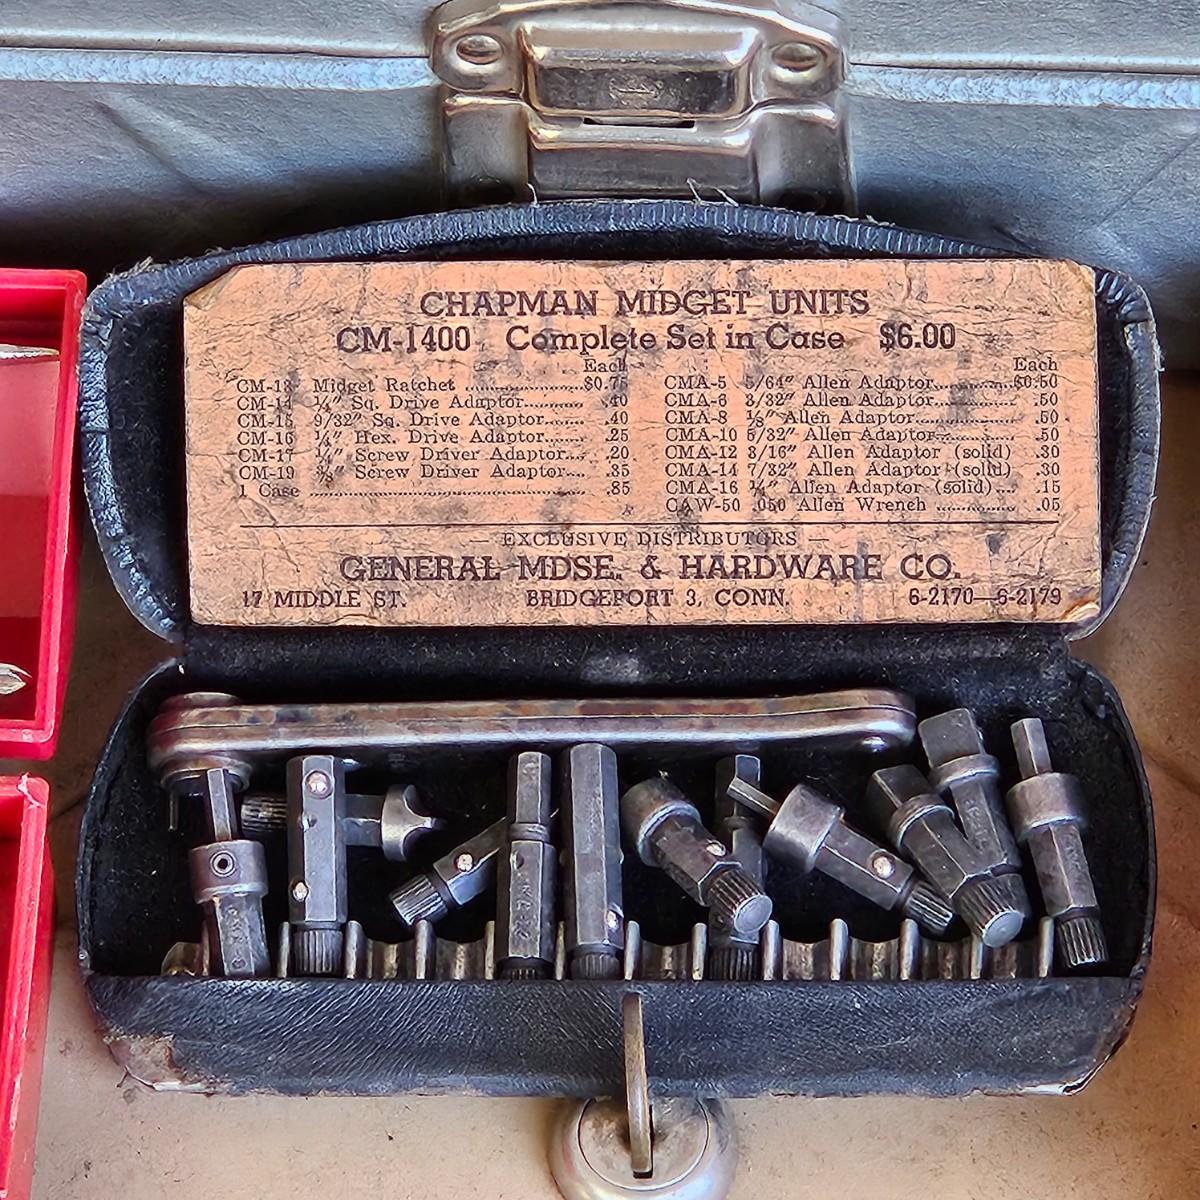 CHAPMAN MIDGET UNITS
CM-1400 Complete Set in Case $6.00
Each
CM-13 Midget Ratchet .......... $0.75
CM-14 ¼″ Sq. Drive Adaptor.......... .40
CM-15 9/32″ Sq. Drive Adaptor........ .40
CM-16 ¼″ Hex. Drive Adaptor...... .25
CM-17 ¼″ Screw Driver Adaptor... .20
CM-19 ⅜″ Screw Driver Adaptor... .35
1 Case .......... .85
Each
CMA-5 5/64″ Allen Adaptor.......... $0.50
CMA-6 3/32″ Allen Adaptor.......... .50
CMA-8 ⅛″ Allen Adaptor.......... .50
CMA-10 5/32″ Allen Adaptor.......... .50
CMA-12 3/16″ Allen Adaptor (solid) .30
CMA-14 7/32″ Allen Adaptor (solid) .30
CMA-16 ¼″ Allen Adaptor (solid).... .15
CAW-50 .050 Allen Wrench .......... .05
— EXCLUSIVE DISTRIBUTORS —
GENERAL MDSE. & HARDWARE CO.
17 MIDDLE ST. BRIDGEPORT 3, CONN. 6-2170—6-2179